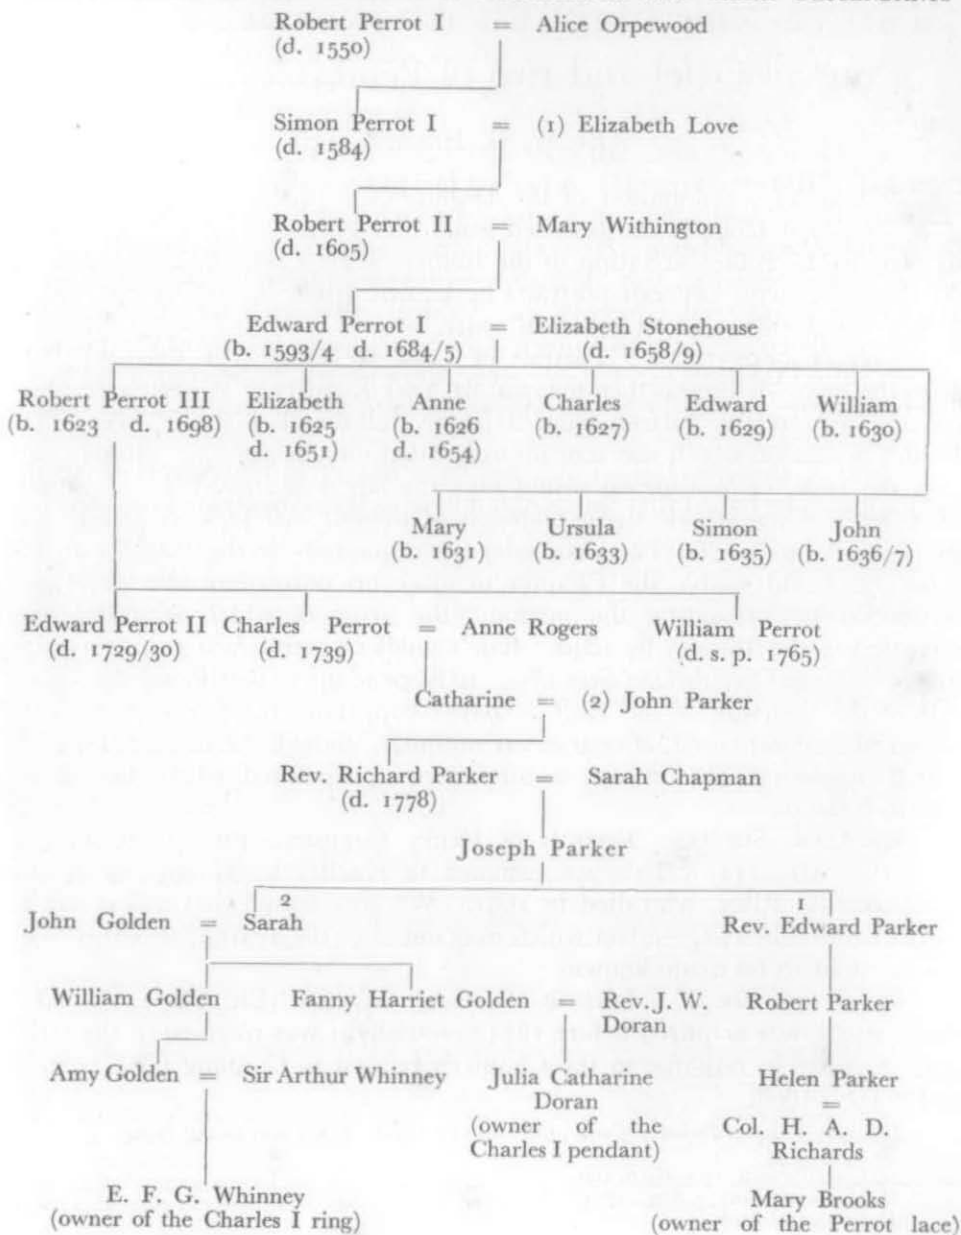 Robert Perrot I = Alice Orpewood
(d. 1550)
Simon Perrot I = (1) Elizabeth Love
(d. 1584)
Robert Perrot II = Mary Withington
(d. 1605)
Edward Perrot I = Elizabeth Stonehouse
(b. 1593/4 d. 1684/5) (d. 1658/9)
Robert Perrot III Elizabeth Anne Charles Edward William
(b. 1623 d. 1698) (b. 1625 (b. 1626 (b. 1627) (b. 1629) (b. 1630)
d. 1651) d. 1654)
Mary Ursula Simon John
(b. 1631) (b. 1633) (b. 1635) (b. 1636/7)
Edward Perrot II Charles Perrot = Anne Rogers William Perrot
(d. 1729/30) (d. 1739) (d. s. p. 1765)
Catharine = (2) John Parker
Rev. Richard Parker = Sarah Chapman
(d. 1778)
Joseph Parker
2 1
John Golden = Sarah Rev. Edward Parker
William Golden Fanny Harriet Golden = Rev. J. W. Robert Parker
Doran
Amy Golden = Sir Arthur Whinney Julia Catharine Helen Parker
Doran =
(owner of the Col. H. A. D.
Charles I pendant) Richards
E. F. G. Whinney Mary Brooks
(owner of the Charles I ring) (owner of the Perrot lace)